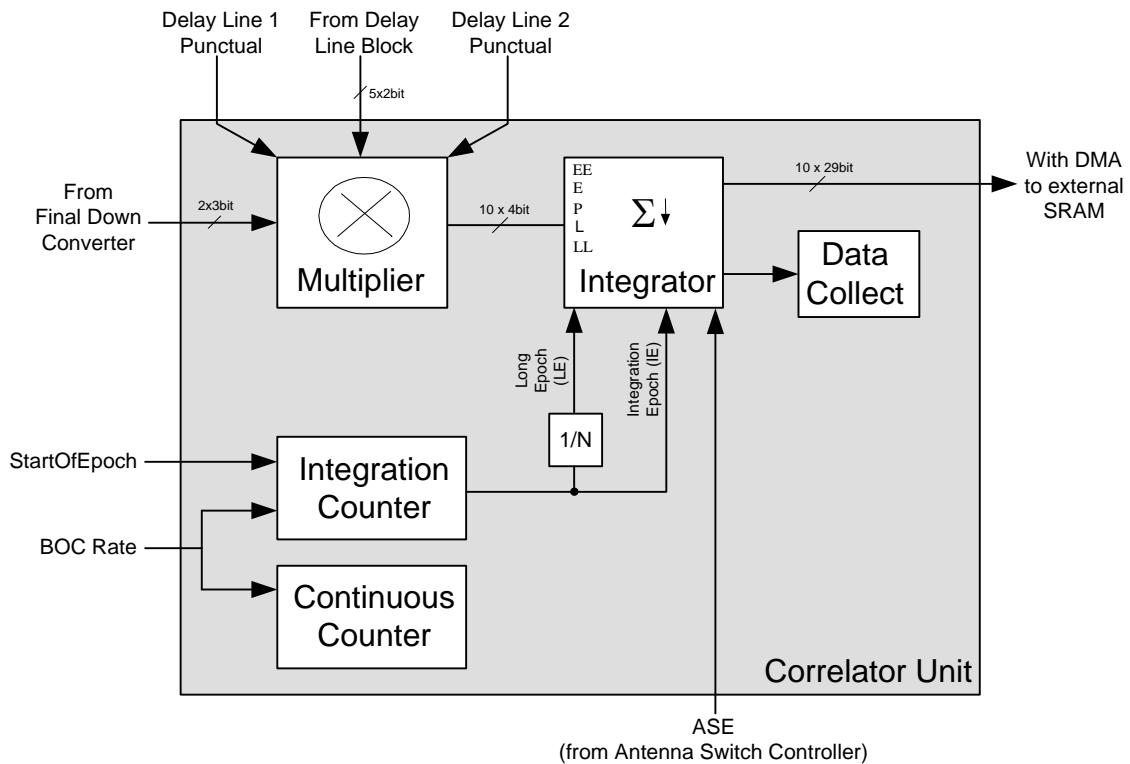 Delay Line 1
Punctual
From Delay
Line Block
Delay Line 2
Punctual
5x2bit
From
Final Down
Converter
2x3bit
Multiplier
10 x 4bit
EE
E
P
L
LL
Σ
Integrator
10 x 29bit
With DMA
to external
SRAM
Data
Collect
Long
Epoch
(LE)
Integration
Epoch (IE)
1/N
StartOfEpoch
Integration
Counter
BOC Rate
Continuous
Counter
Correlator Unit
ASE
(from Antenna Switch Controller)